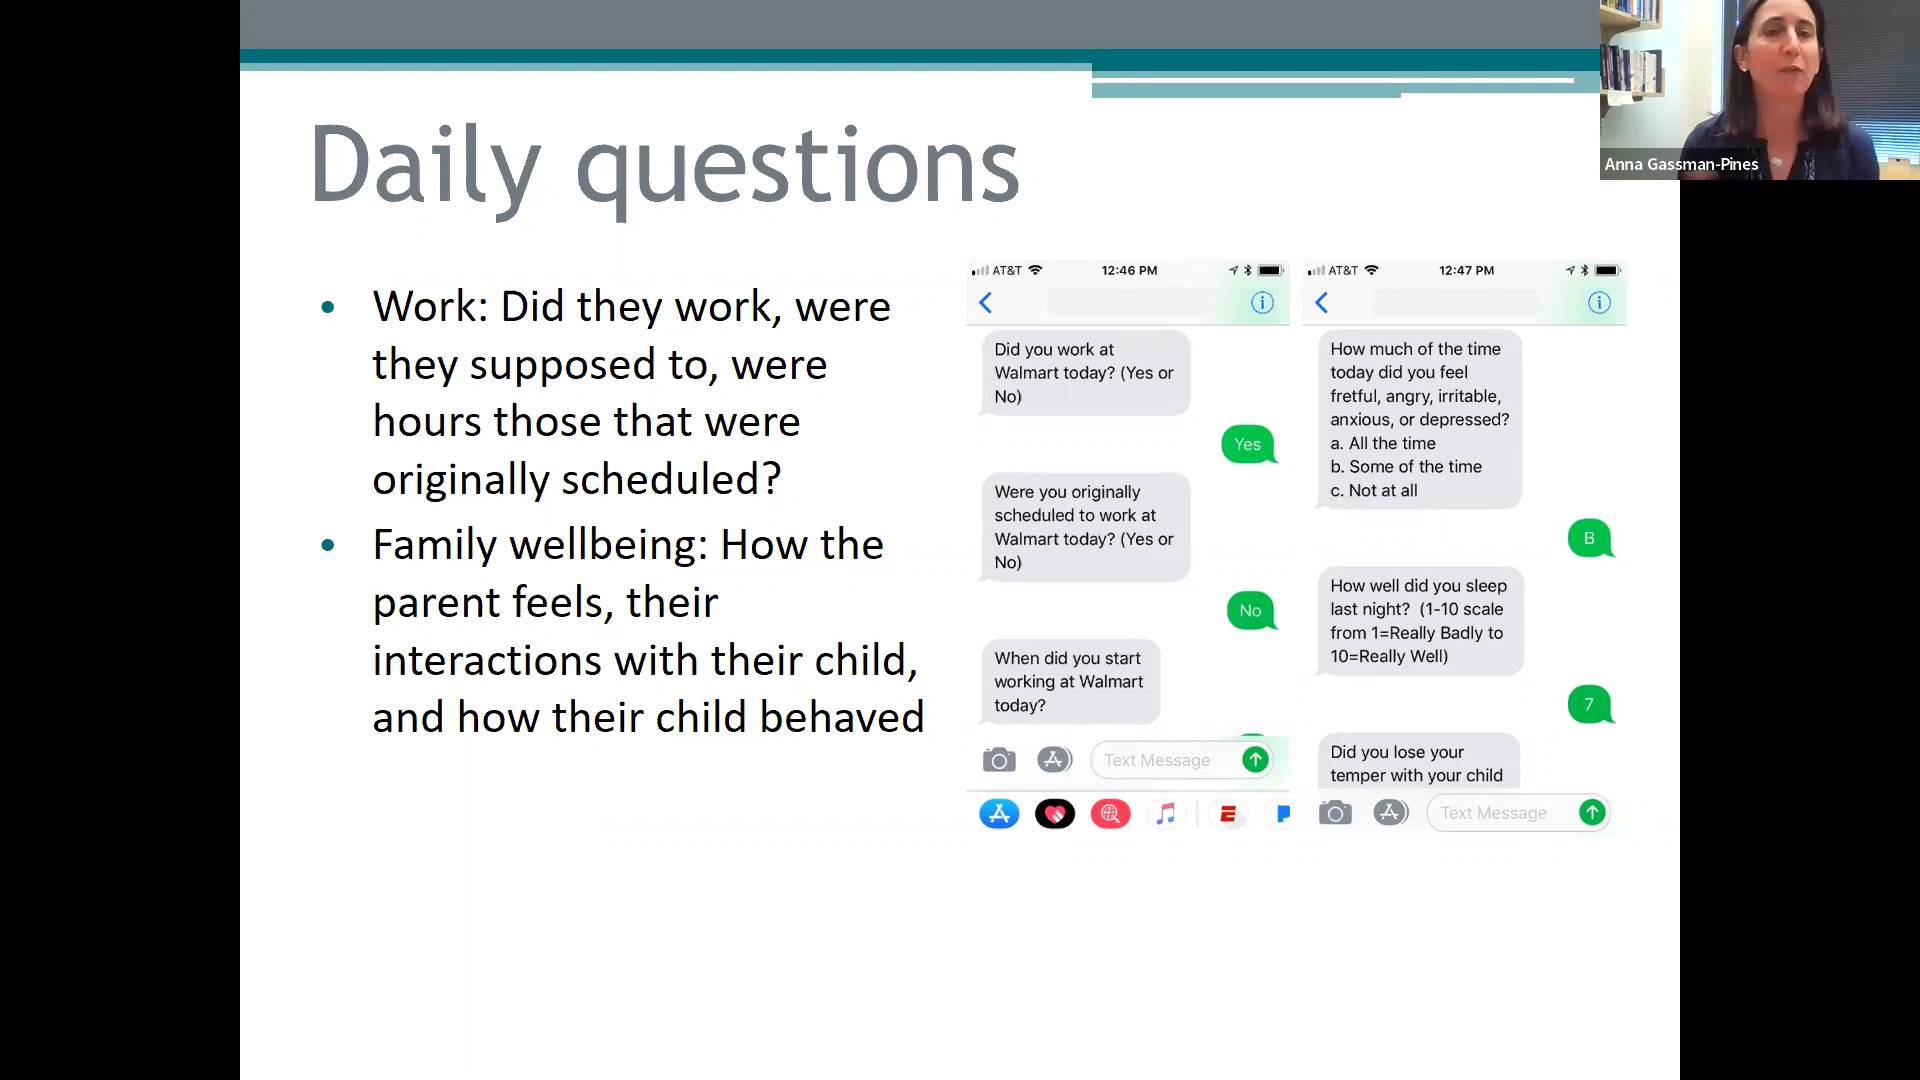 Anna Gassman-Pines
Daily questions
• Work: Did they work, were
they supposed to, were
hours those that were
originally scheduled?
• Family wellbeing: How the
parent feels, their
interactions with their child,
and how their child behaved
AT&T 12:46 PM
Did you work at
Walmart today? (Yes or
No)
Yes
Were you originally
scheduled to work at
Walmart today? (Yes or
No)
No
When did you start
working at Walmart
today?
Text Message
AT&T 12:47 PM
How much of the time
today did you feel
fretful, angry, irritable,
anxious, or depressed?
a. All the time
b. Some of the time
c. Not at all
B
How well did you sleep
last night? (1-10 scale
from 1=Really Badly to
10=Really Well)
7
Did you lose your
temper with your child
Text Message